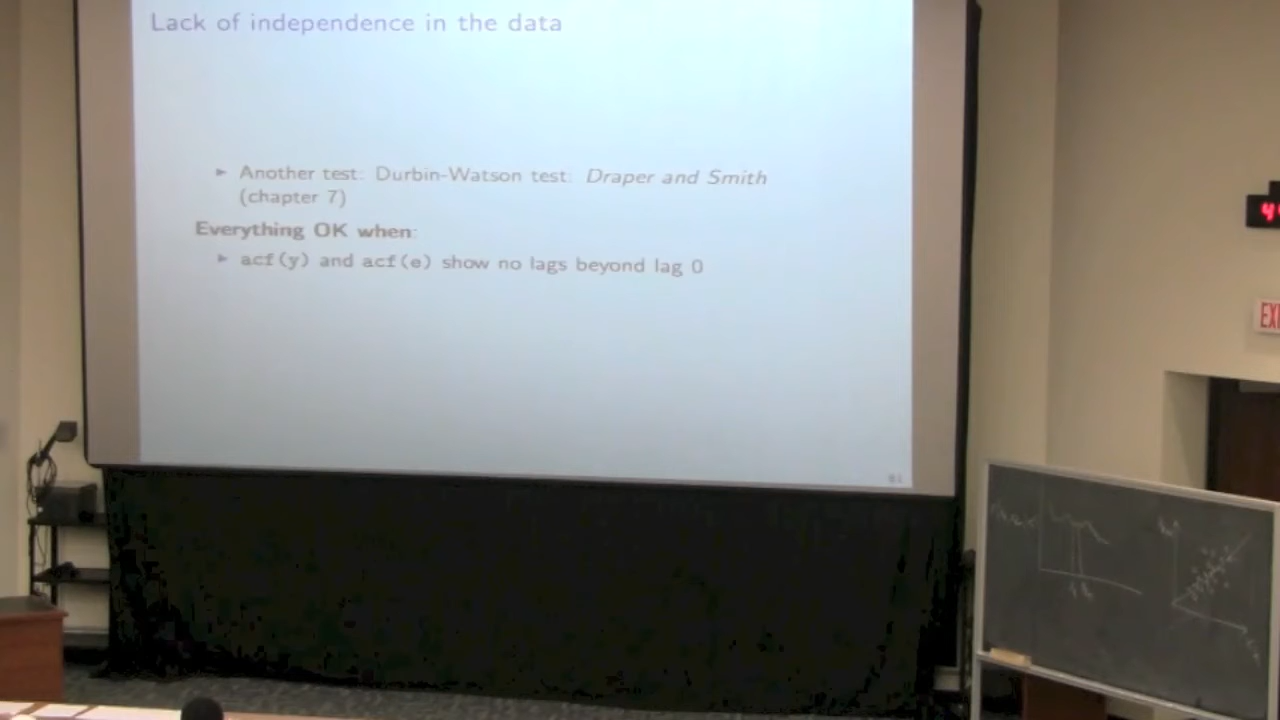 Lack of independence in the data
► Another test: Durbin-Watson test: Draper and Smith
(chapter 7)
Everything OK when:
► acf(y) and acf(e) show no lags beyond lag 0